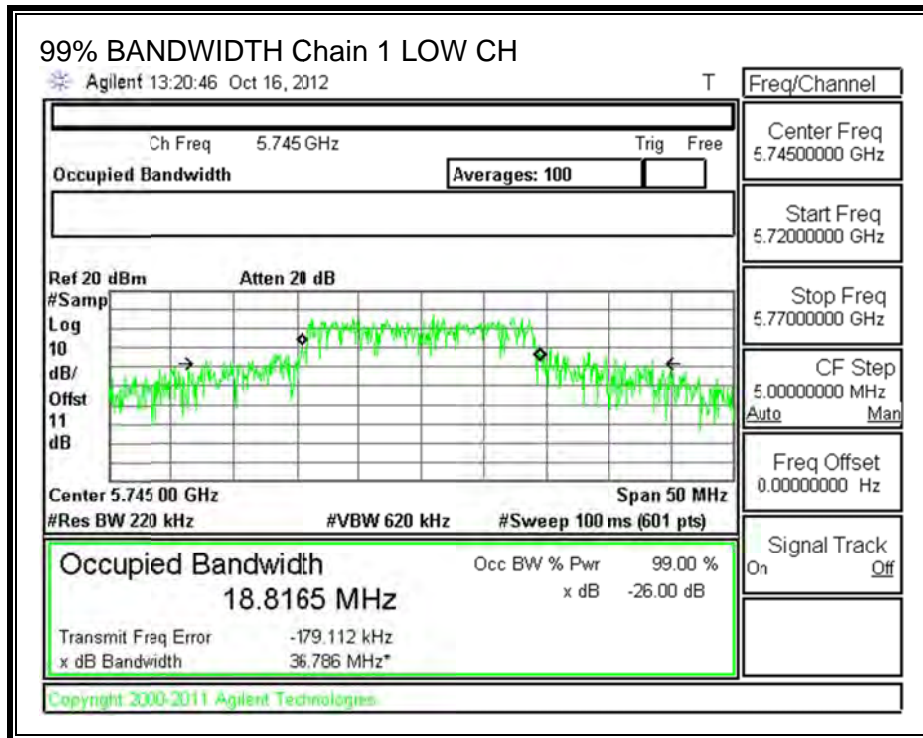 99% BANDWIDTH Chain 1 LOW CH
Agilent 13:20:46 Oct 16, 2012 T
Freq/Channel
Ch Freq 5.745 GHz Trig Free
Occupied Bandwidth Averages: 100
Center Freq
5.74500000 GHz
Start Freq
5.72000000 GHz
Stop Freq
5.77000000 GHz
CF Step
5.00000000 MHz
Auto Man
Freq Offset
0.00000000 Hz
Signal Track
On Off
Ref 20 dBm Atten 20 dB
#Samp
Log
10
dB/
Offst
11
dB
Center 5.745 00 GHz Span 50 MHz
#Res BW 220 kHz #VBW 620 kHz #Sweep 100 ms (601 pts)
Occupied Bandwidth
18.8165 MHz
Occ BW % Pwr 99.00 %
x dB -26.00 dB
Transmit Freq Error -179.112 kHz
x dB Bandwidth 36.786 MHz*
Copyright 2000-2011 Agilent Technologies